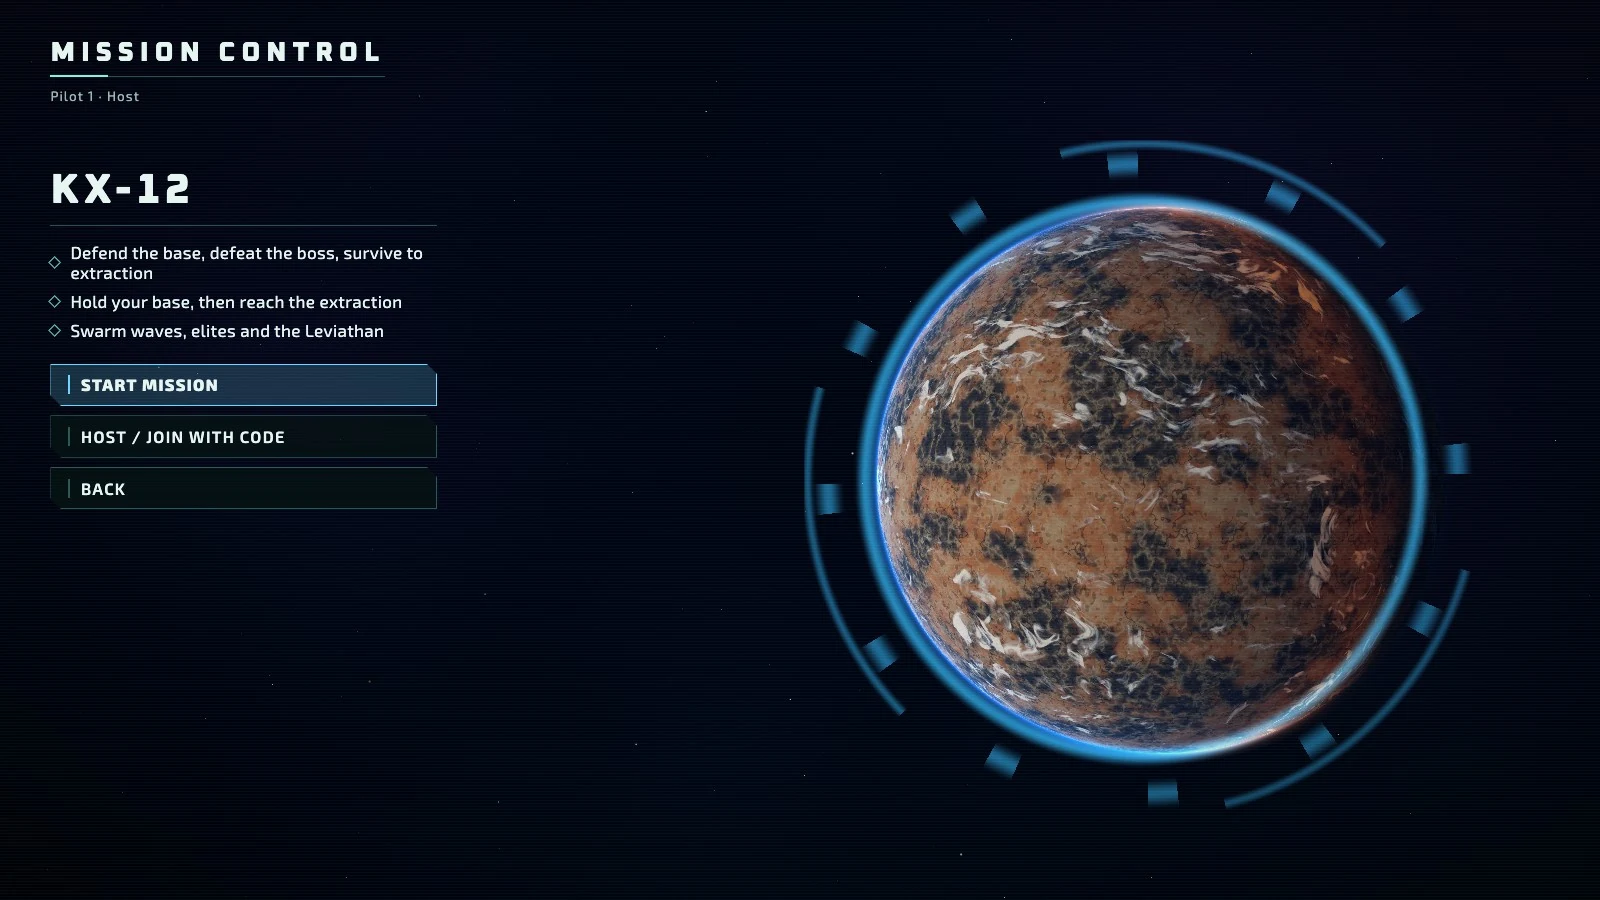 MISSION CONTROL
Pilot 1 · Host
KX-12
Defend the base, defeat the boss, survive to
extraction
Hold your base, then reach the extraction
Swarm waves, elites and the Leviathan
START MISSION
HOST / JOIN WITH CODE
BACK